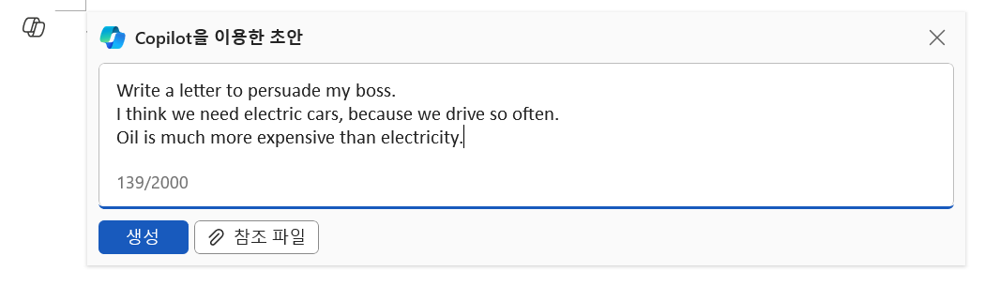 Copilot을 이용한 초안
Write a letter to persuade my boss.
I think we need electric cars, because we drive so often.
Oil is much more expensive than electricity.
139/2000
생성
참조 파일